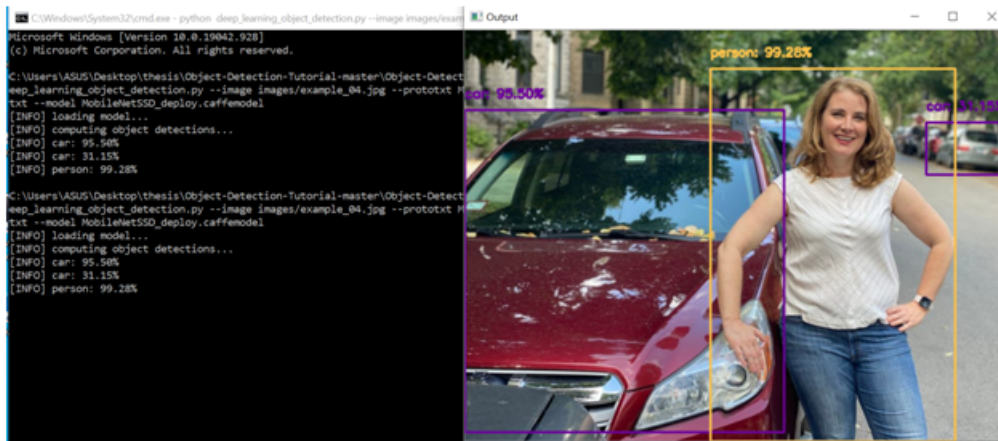 C:\Windows\System32\cmd.exe - python deep_learning_object_detection.py --image images/exam
Microsoft Windows [Version 10.0.19042.928]
(c) Microsoft Corporation. All rights reserved.
C:\Users\ASUS\Desktop\thesis\Object-Detection-Tutorial-master\Object-Detect
eep_learning_object_detection.py --image images/example_04.jpg --prototxt M
txt --model MobileNetSSD_deploy.caffemodel
[INFO] loading model...
[INFO] computing object detections...
[INFO] car: 95.50%
[INFO] car: 31.15%
[INFO] person: 99.28%
C:\Users\ASUS\Desktop\thesis\Object-Detection-Tutorial-master\Object-Detect
eep_learning_object_detection.py --image images/example_04.jpg --prototxt M
txt --model MobileNetSSD_deploy.caffemodel
[INFO] loading model...
[INFO] computing object detections...
[INFO] car: 95.50%
[INFO] car: 31.15%
[INFO] person: 99.28%
Output
person: 99.28%
car: 95.50%
car: 31.15%